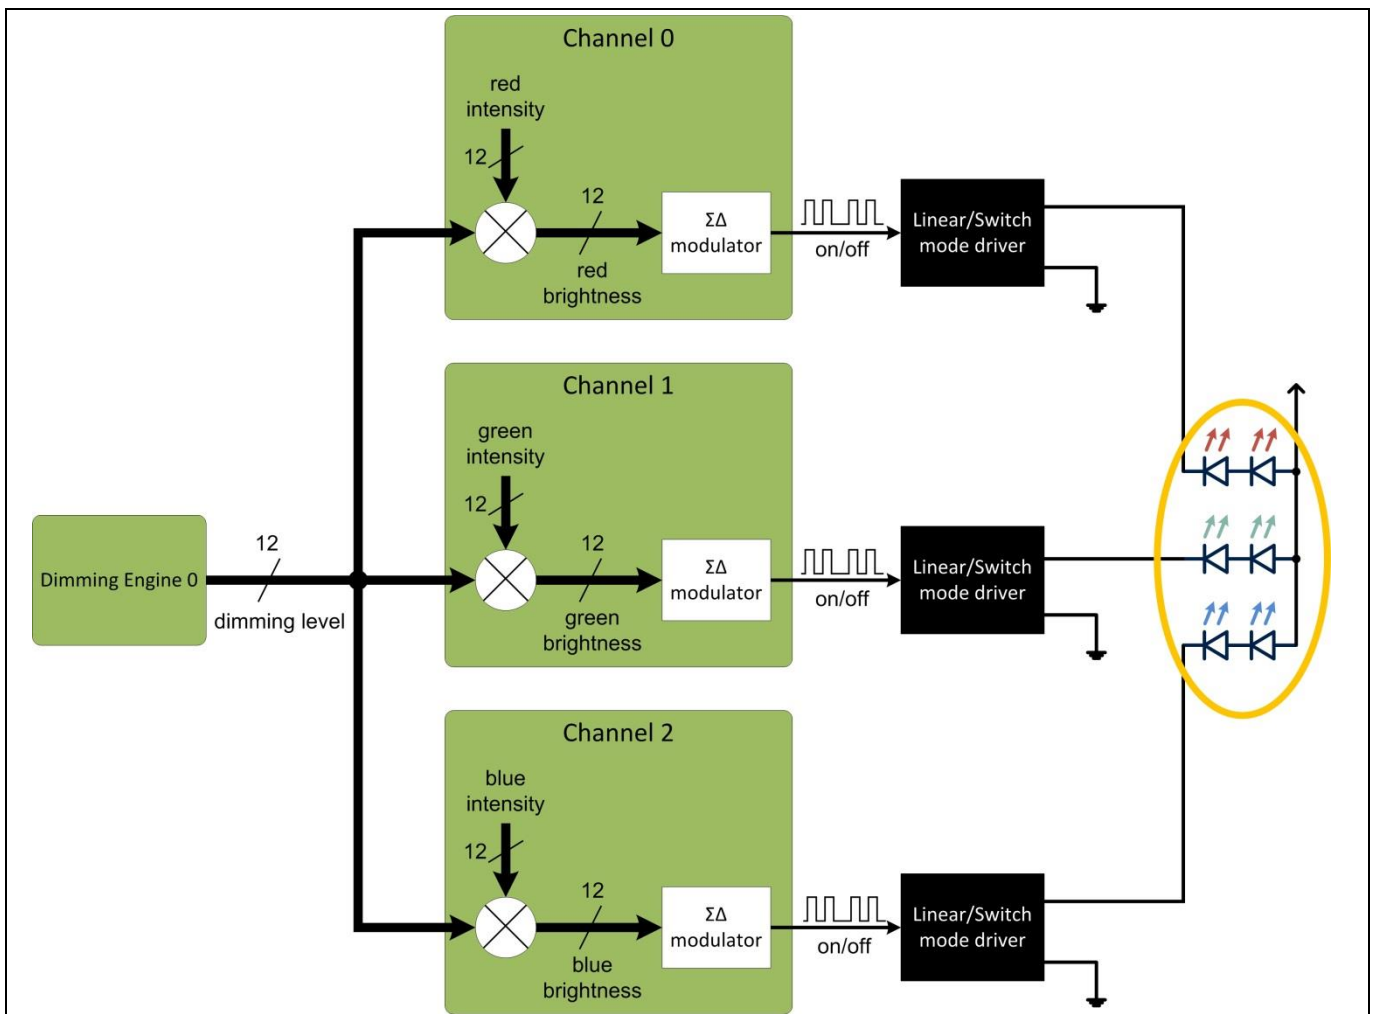 Channel 0
red
intensity
12
12
red
brightness
ΣΔ
modulator
on/off
Linear/Switch
mode driver
Channel 1
green
intensity
12
12
green
brightness
ΣΔ
modulator
on/off
Linear/Switch
mode driver
Dimming Engine 0
12
dimming level
Channel 2
blue
intensity
12
12
blue
brightness
ΣΔ
modulator
on/off
Linear/Switch
mode driver